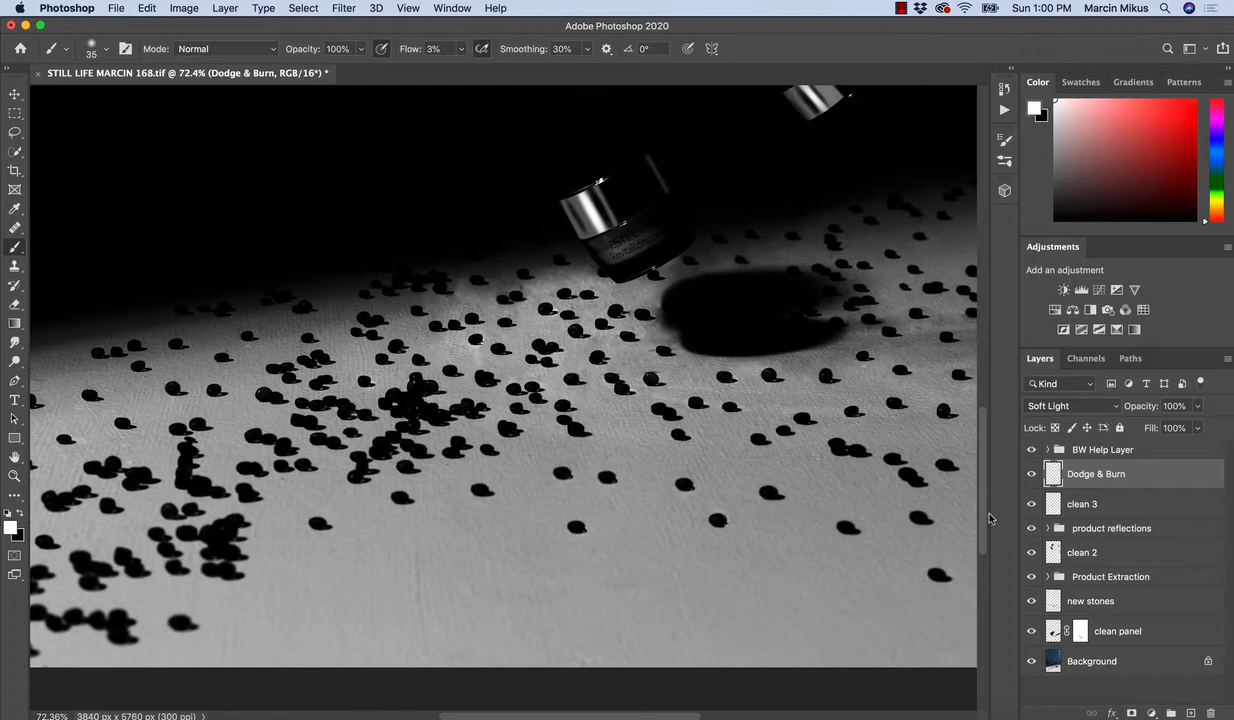 Photoshop File Edit Image Layer Type Select Filter 3D View Window Help Sun 1:00 PM Marcin Mikus
Adobe Photoshop 2020
35 Mode: Normal Opacity: 100% Flow: 3% Smoothing: 30% 0°
STILL LIFE MARCIN 168.tif @ 72.4% (Dodge & Burn, RGB/16*) *
Color Swatches Gradients Patterns
Adjustments
Add an adjustment
Layers Channels Paths
Kind
Soft Light Opacity: 100%
Lock: Fill: 100%
BW Help Layer
Dodge & Burn
clean 3
product reflections
clean 2
Product Extraction
new stones
clean panel
Background
72.36% 3840 px x 5760 px (300 ppi)